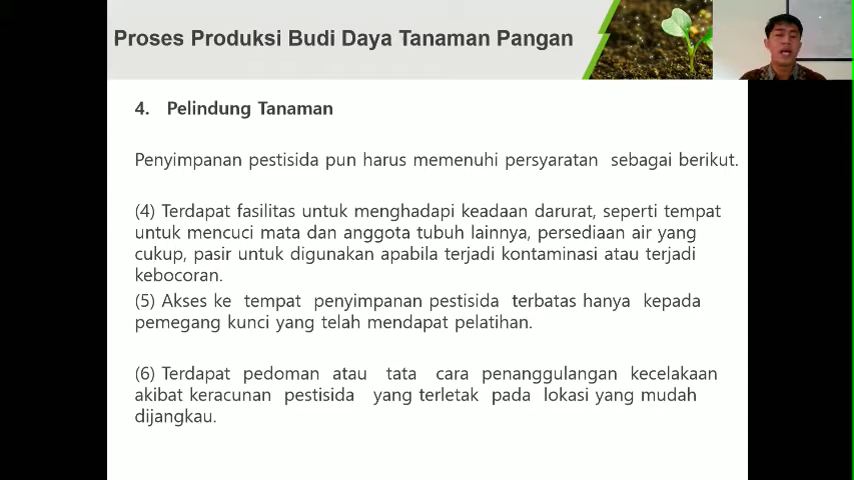 Proses Produksi Budi Daya Tanaman Pangan
4. Pelindung Tanaman
Penyimpanan pestisida pun harus memenuhi persyaratan sebagai berikut.
(4) Terdapat fasilitas untuk menghadapi keadaan darurat, seperti tempat
untuk mencuci mata dan anggota tubuh lainnya, persediaan air yang
cukup, pasir untuk digunakan apabila terjadi kontaminasi atau terjadi
kebocoran.
(5) Akses ke tempat penyimpanan pestisida terbatas hanya kepada
pemegang kunci yang telah mendapat pelatihan.
(6) Terdapat pedoman atau tata cara penanggulangan kecelakaan
akibat keracunan pestisida yang terletak pada lokasi yang mudah
dijangkau.